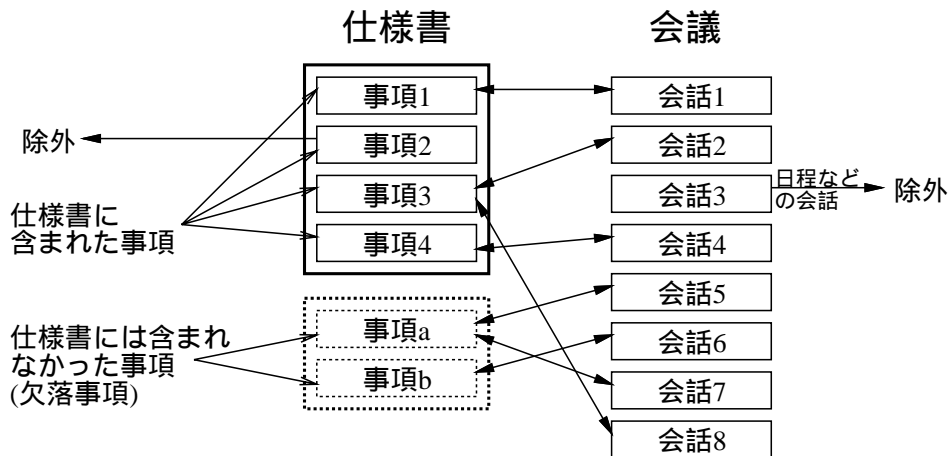 仕様書
会議
事項1
事項2
事項3
事項4
除外
仕様書に
含まれた事項
仕様書には含まれ
なかった事項
(欠落事項)
事項a
事項b
会話1
会話2
会話3
会話4
会話5
会話6
会話7
会話8
日程など
の会話
除外